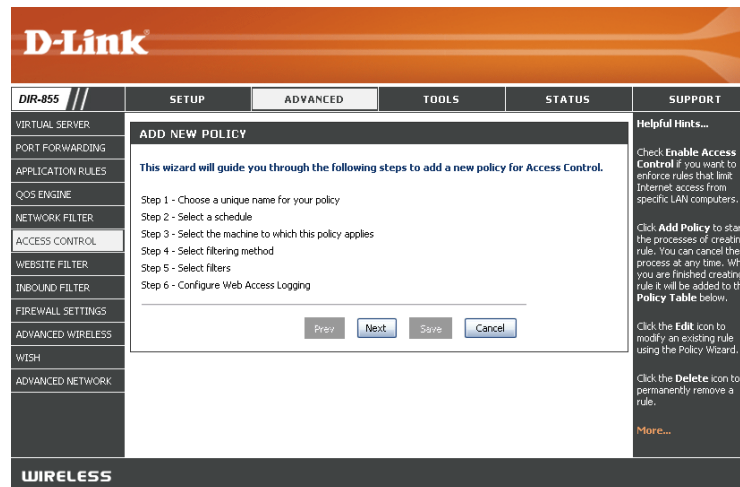 D-Link
DIR-855
SETUP
ADVANCED
TOOLS
STATUS
SUPPORT
VIRTUAL SERVER
PORT FORWARDING
APPLICATION RULES
QOS ENGINE
NETWORK FILTER
ACCESS CONTROL
WEBSITE FILTER
INBOUND FILTER
FIREWALL SETTINGS
ADVANCED WIRELESS
WISH
ADVANCED NETWORK
ADD NEW POLICY
This wizard will guide you through the following steps to add a new policy for Access Control.
Step 1 - Choose a unique name for your policy
Step 2 - Select a schedule
Step 3 - Select the machine to which this policy applies
Step 4 - Select filtering method
Step 5 - Select filters
Step 6 - Configure Web Access Logging
Prev
Next
Save
Cancel
Helpful Hints...
Check Enable Access
Control if you want to
enforce rules that limit
Internet access from
specific LAN computers.
Click Add Policy to
the processes of
rule. You can cancel the
process at any time.
you are finished
rule it will be added to
Policy Table below.
Click the Edit icon to
modify an existing rule
using the Policy Wizard.
Click the Delete icon to
permanently remove a
rule.
More...
WIRELESS